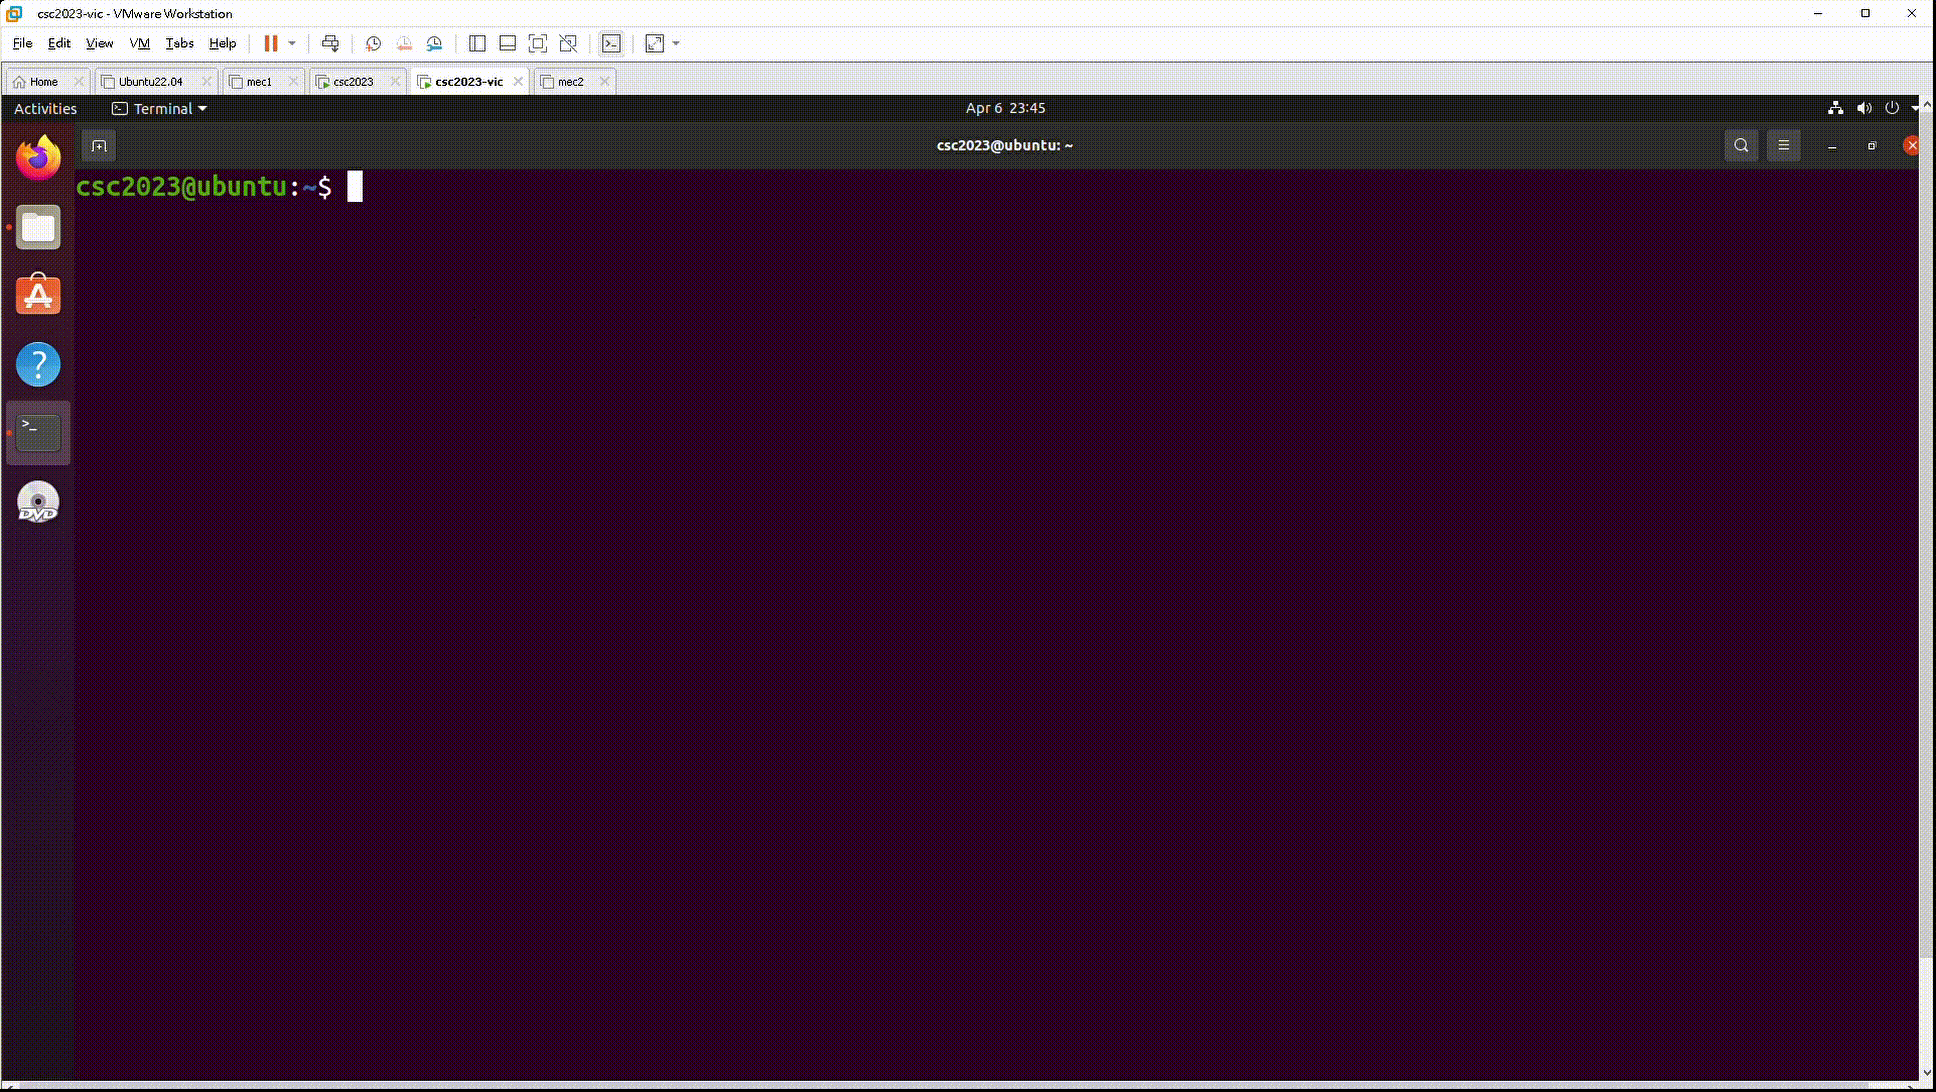 csc2023-vic - VMware Workstation
File Edit View VM Tabs Help
Home Ubuntu22.04 mec1 csc2023 csc2023-vic mec2
Activities Terminal Apr 6 23:45
csc2023@ubuntu: ~
csc2023@ubuntu:~$
?
>_
DVD